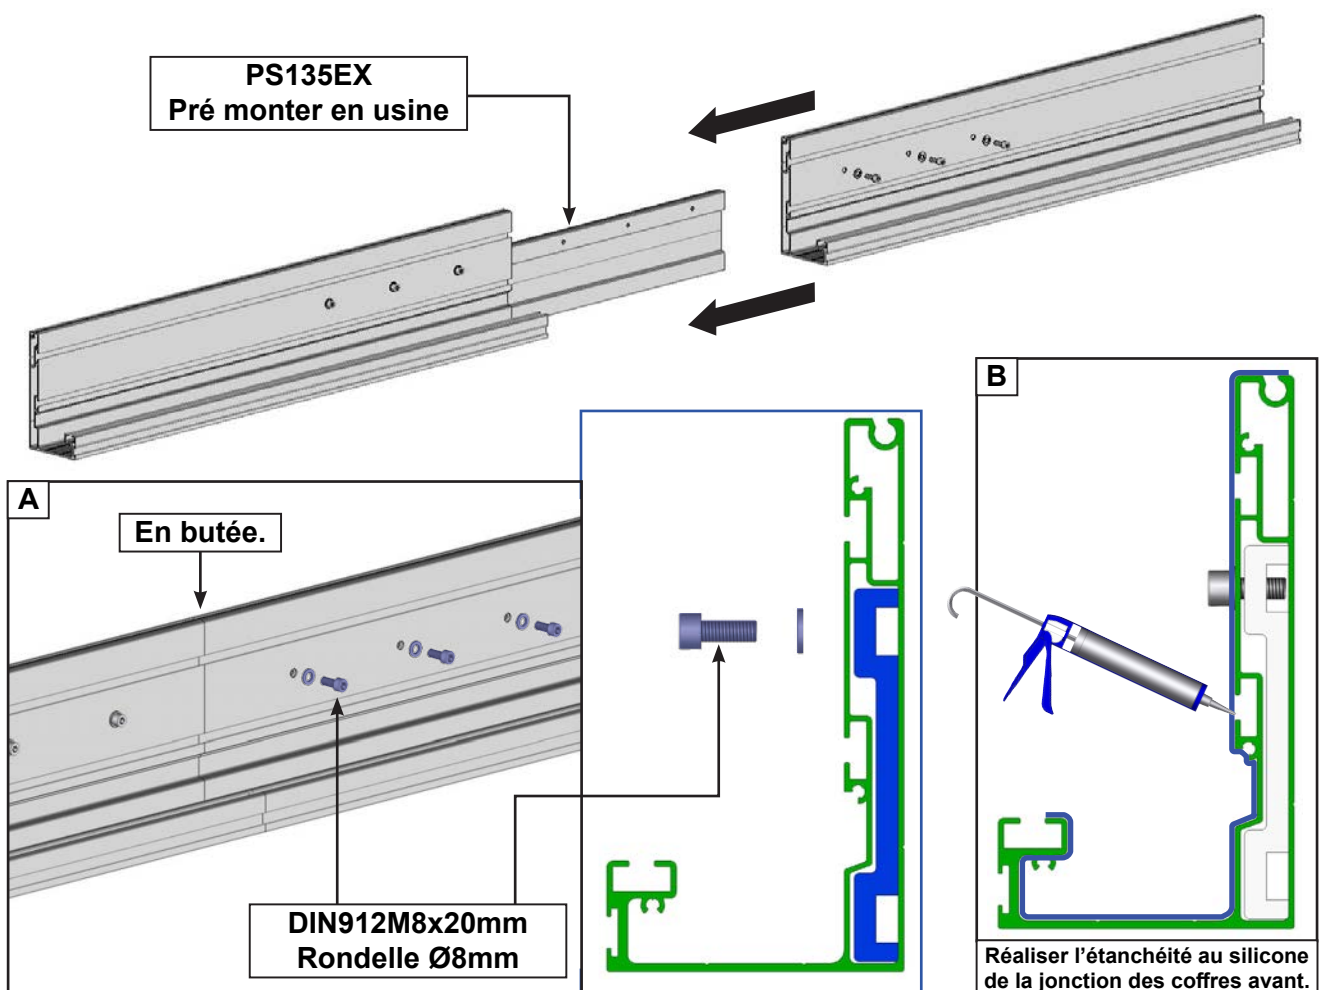 PS135EX
Pré monter en usine
A
En butée.
DIN912M8x20mm
Rondelle Ø8mm
B
Réaliser l’étanchéité au silicone
de la jonction des coffres avant.